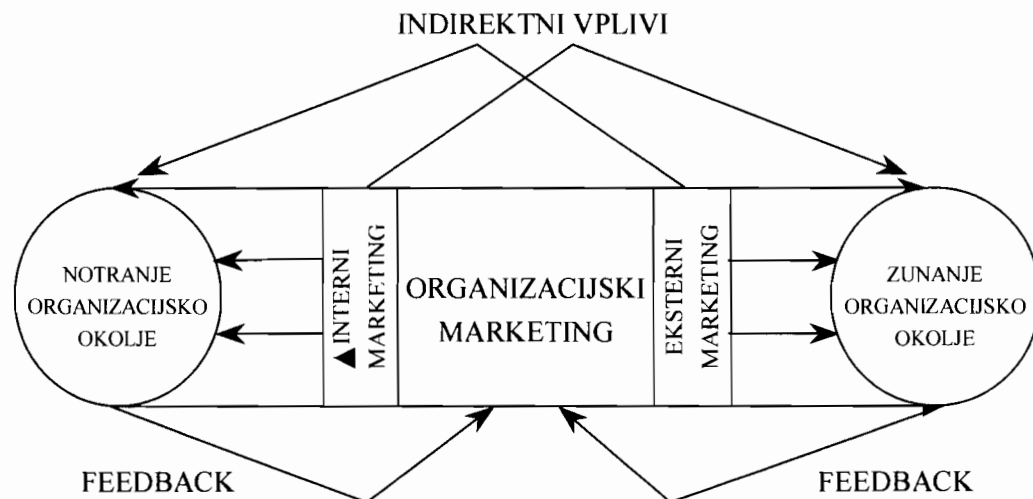 INDIREKTNI VPLIVI
NOTRANJE
ORGANIZACIJSKO
OKOLJE
INTERNI
MARKETING
ORGANIZACIJSKI
MARKETING
EKSTERNI
MARKETING
ZUNANJE
ORGANIZACIJSKO
OKOLJE
FEEDBACK
FEEDBACK